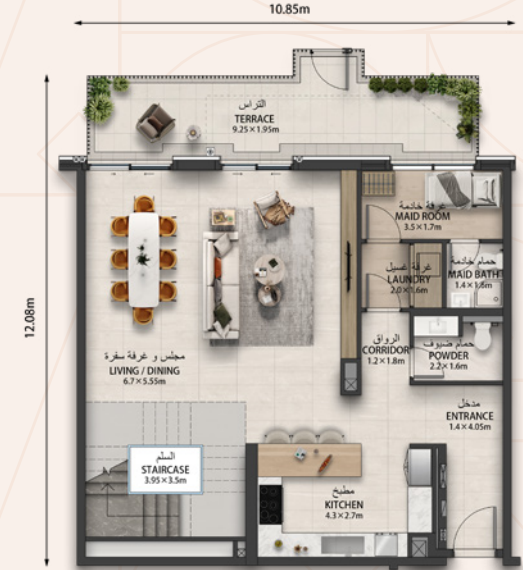 10.85m
12.08m
التراس
TERRACE
9.25×1.95m
غرفة خادمة
MAID ROOM
3.5×1.7m
غرفة غسيل
LAUNDRY
2.0×1.6m
حمام خادمة
MAID BATH
1.4×1.8m
الرواق
CORRIDOR
1.2×1.8m
حمام ضيوف
POWDER
2.2×1.6m
مجلس و غرفة سفرة
LIVING / DINING
6.7×5.55m
مدخل
ENTRANCE
1.4×4.05m
السلم
STAIRCASE
3.95×3.5m
مطبخ
KITCHEN
4.3×2.7m